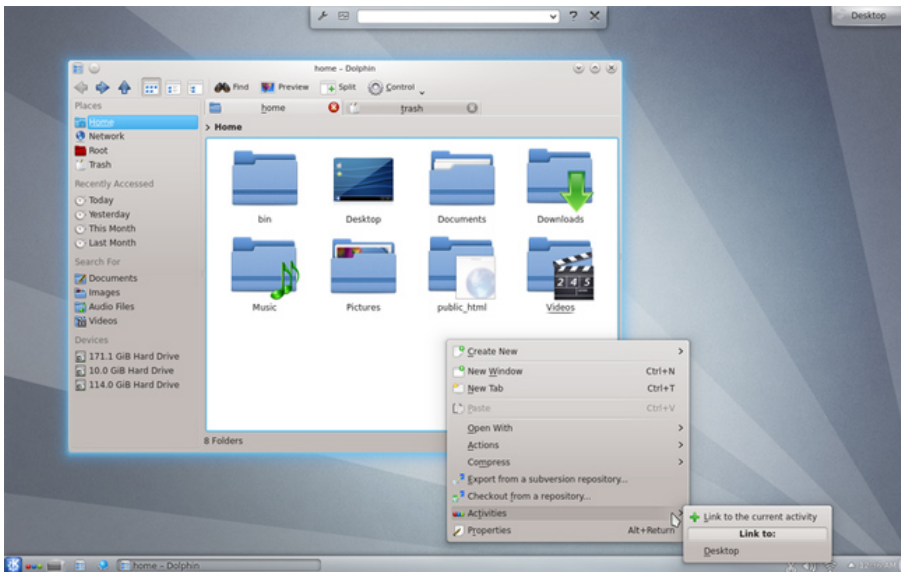 ?
Desktop
home – Dolphin
Find Preview Split Control
Places
Home
Network
Root
Trash
Recently Accessed
Today
Yesterday
This Month
Last Month
Search For
Documents
Images
Audio Files
Videos
Devices
171.1 GiB Hard Drive
10.0 GiB Hard Drive
114.0 GiB Hard Drive
home trash
> Home
bin Desktop Documents Downloads
Music Pictures public_html Videos
2 4 5
8 Folders
Create New
New Window Ctrl+N
New Tab Ctrl+T
Paste Ctrl+V
Open With
Actions
Compress
Export from a subversion repository...
Checkout from a repository...
Activities
Properties Alt+Return
Link to the current activity
Link to:
Desktop
home – Dolphin